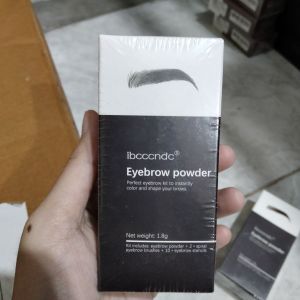 ibcccndc®
Eyebrow powder
Perfect eyebrow kit to instantly
color and shape your brows.
Net weight: 1.8g
Kit includes: eyebrow powder + 2 × spiral
eyebrow brushes + 10 × eyebrow stencils